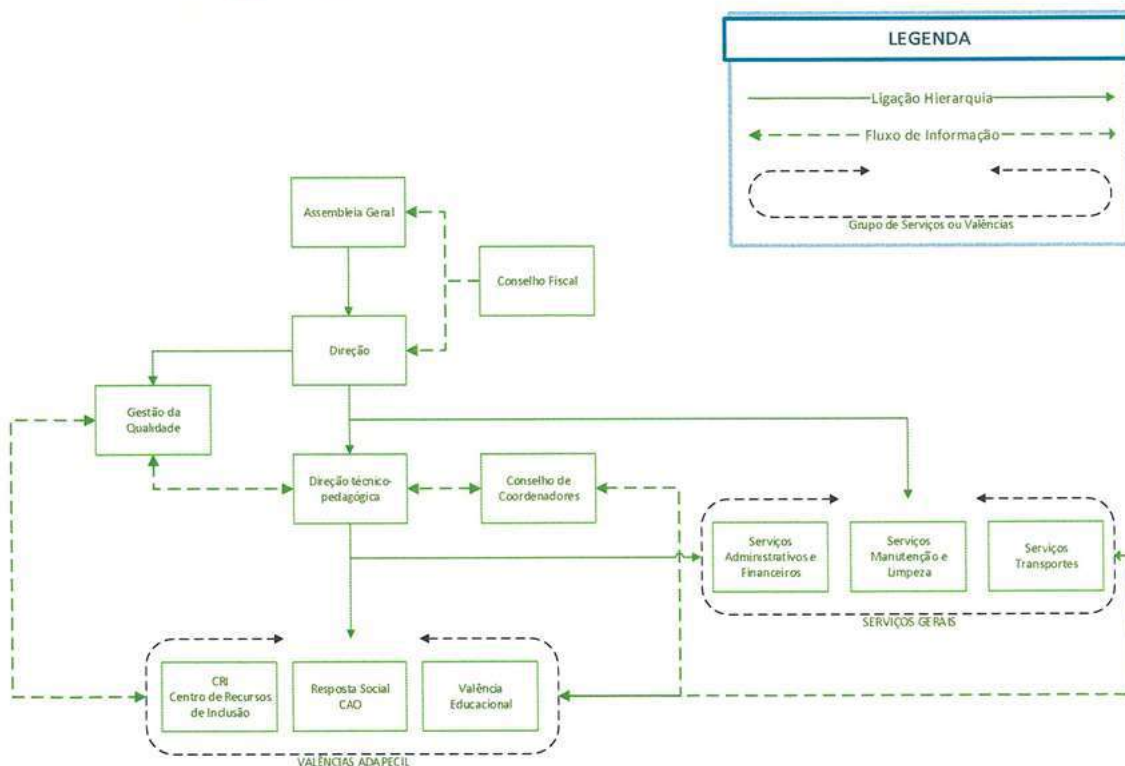 LEGENDA
Ligação Hierarquia
Fluxo de Informação
Grupo de Serviços ou Valências
Assembleia Geral
Conselho Fiscal
Direção
Gestão da
Qualidade
Direção técnico-
pedagógica
Conselho de
Coordenadores
Serviços
Administrativos e
Financeiros
Serviços
Manutenção e
Limpeza
Serviços
Transportes
SERVIÇOS GERAIS
CRI
Centro de Recursos
de Inclusão
Resposta Social
CAO
Valência
Educacional
VALÊNCIAS ADAPECIL